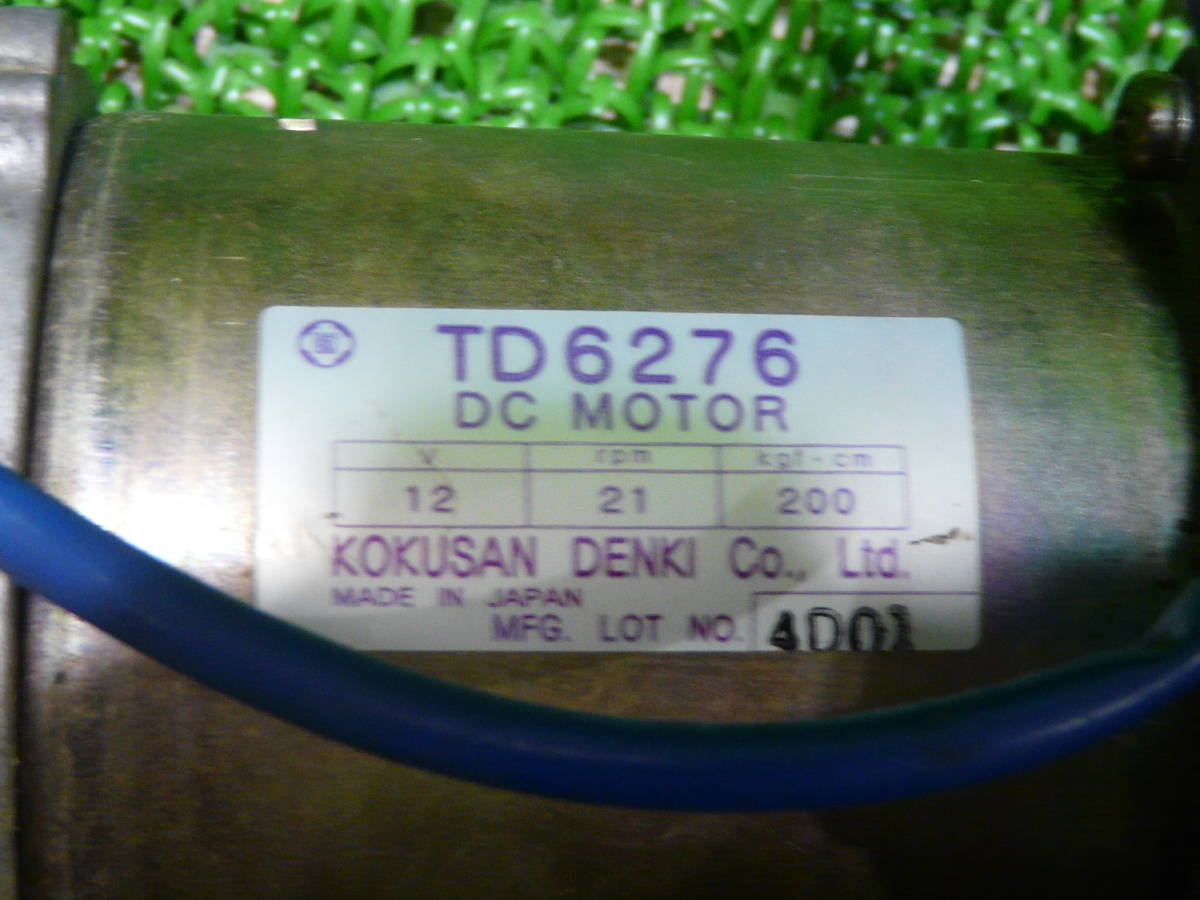 TD6276
DC MOTOR
V rpm kgf-cm
12 21 200
KOKUSAN DENKI Co., Ltd.
MADE IN JAPAN
MFG. LOT NO.